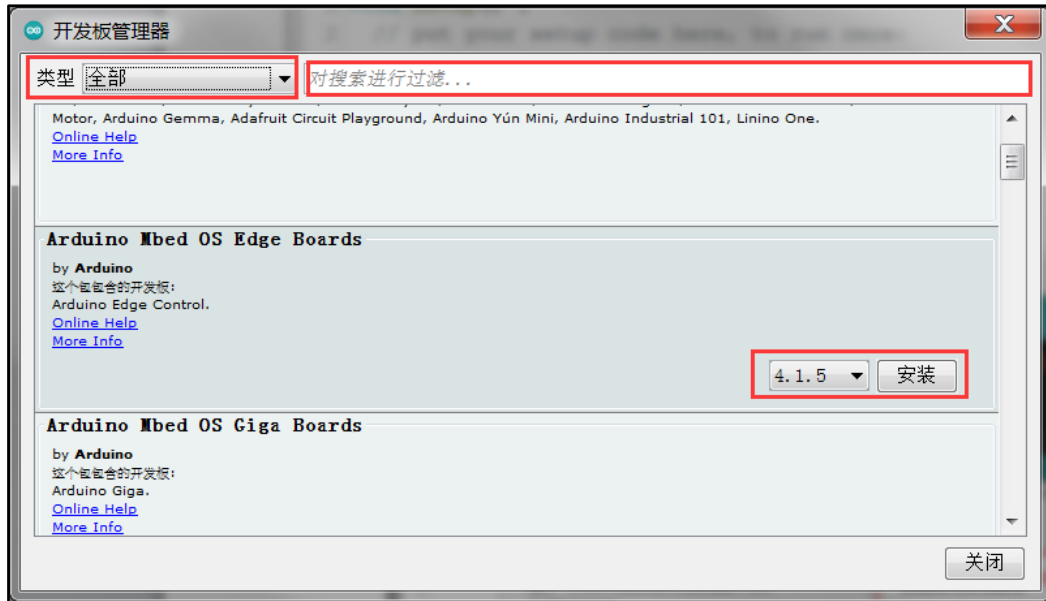 开发板管理器
类型 全部 对搜索进行过滤...
Motor, Arduino Gemma, Adafruit Circuit Playground, Arduino Yún Mini, Arduino Industrial 101, Linino One.
Online Help
More Info
Arduino Mbed OS Edge Boards
by Arduino
这个包包含的开发板:
Arduino Edge Control.
Online Help
More Info
4.1.5 安装
Arduino Mbed OS Giga Boards
by Arduino
这个包包含的开发板:
Arduino Giga.
Online Help
More Info
关闭